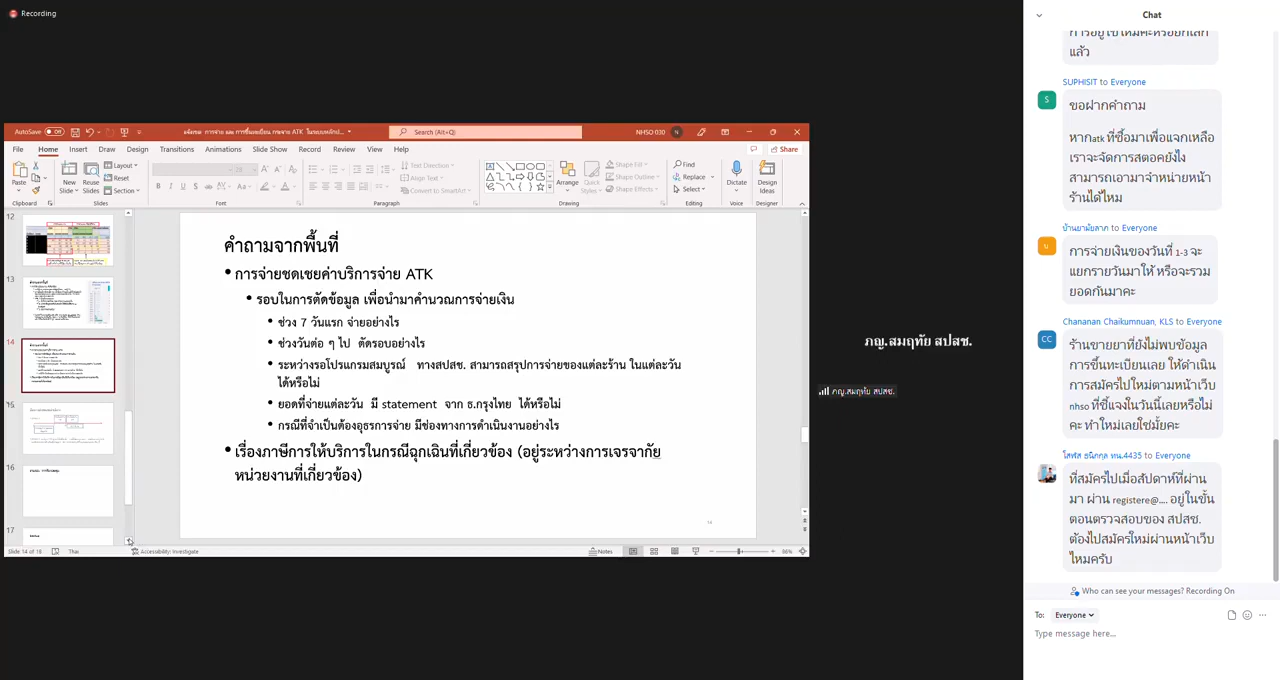 Recording
AutoSave Off
แจ้งชด การจ่าย และ การขึ้นทะเบียน กระจาย ATK
Search (Alt+Q)
NHSO 030
N
File Home Insert Draw Design Transitions Animations Slide Show Record Review View Help
Share
Paste
New Slide
Reuse Slides
Layout
Reset
Section
Text Direction
Align Text
Convert to SmartArt
Arrange
Quick Styles
Shape Fill
Shape Outline
Shape Effects
Find
Replace
Select
Dictate
Design Ideas
Clipboard Slides Font Paragraph Drawing Editing Voice Designer
12
13
14
15
16
17
คำถามจากพื้นที่
• การจ่ายชดเชยค่าบริการจ่าย ATK
• รอบในการตัดข้อมูล เพื่อนำมาคำนวณการจ่ายเงิน
• ช่วง 7 วันแรก จ่ายอย่างไร
• ช่วงวันต่อ ๆ ไป ตัดรอบอย่างไร
• ระหว่างรอโปรแกรมสมบูรณ์ ทางสปสช. สามารถสรุปการจ่ายของแต่ละร้าน ในแต่ละวัน
ได้หรือไม่
• ยอดที่จ่ายแต่ละวัน มี statement จาก ธ.กรุงไทย ได้หรือไม่
• กรณีที่จำเป็นต้องอุธรการจ่าย มีช่องทางการดำเนินงานอย่างไร
• เรื่องภาษีการให้บริการในกรณีฉุกเฉินที่เกี่ยวข้อง (อยู่ระหว่างการเจรจากัย
หน่วยงานที่เกี่ยวข้อง)
14
Slide 14 of 18
Thai
Accessibility: Investigate
Notes
98%
ภญ.สมฤทัย สปสช.
ภญ.สมฤทัย สปสช.
Chat
แล้ว
SUPHISIT to Everyone
S
ขอฝากคำถาม
หากatk ที่ซื้อมาเพื่อแจกเหลือ
เราจะจัดการสตอคยังไง
สามารถเอามาจำหน่ายหน้า
ร้านได้ไหม
บ้านยามัยลาภ to Everyone
บ
การจ่ายเงินของวันที่ 1-3 จะ
แยกรายวันมาให้ หรือจะรวม
ยอดกันมาคะ
Chananan Chaikumnuan, KLS to Everyone
CC
ร้านขายยาที่ยังไม่พบข้อมูล
การขึ้นทะเบียนเลย ให้ดำเนิน
การสมัครไปใหม่ตามหน้าเว็บ
nhso ที่ชี้แจงในวันนี้เลยหรือไม่
คะ ทำใหม่เลยใช่มั้ยคะ
โสฬส ธนิกกุล ทน.4435 to Everyone
ที่สมัครไปเมื่อสัปดาห์ที่ผ่าน
มา ผ่าน registere@.... อยู่ในขั้น
ตอนตรวจสอบของ สปสช.
ต้องไปสมัครใหม่ผ่านหน้าเว็บ
ไหมครับ
Who can see your messages? Recording On
To: Everyone
Type message here...